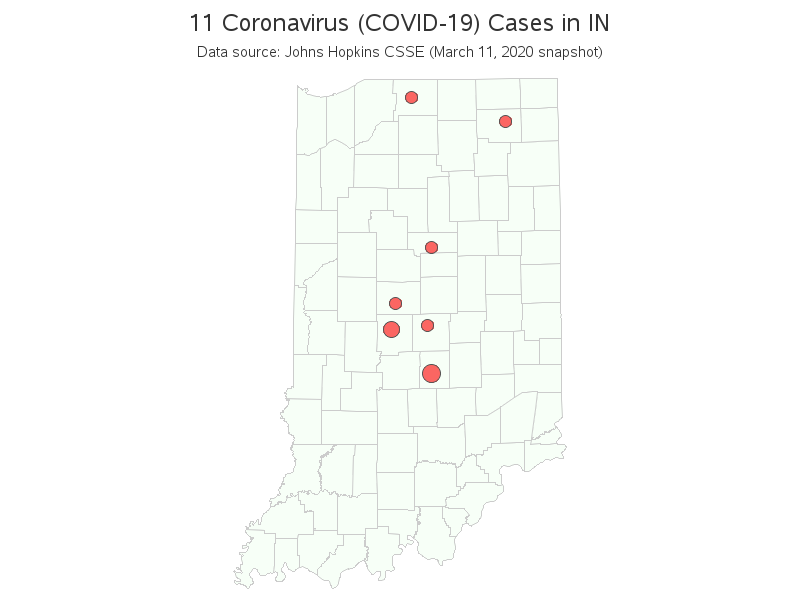 11 Coronavirus (COVID-19) Cases in IN
Data source: Johns Hopkins CSSE (March 11, 2020 snapshot)